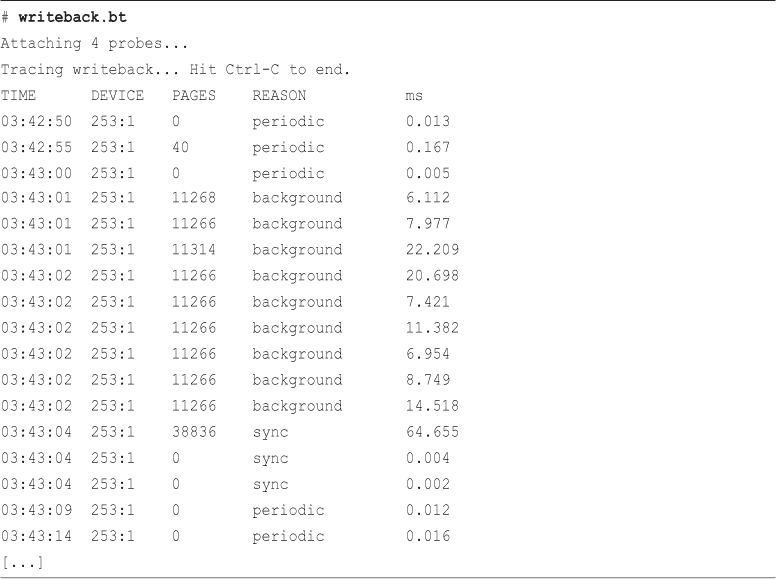 # writeback.bt
Attaching 4 probes...
Tracing writeback... Hit Ctrl-C to end.
TIME DEVICE PAGES REASON ms
03:42:50 253:1 0 periodic 0.013
03:42:55 253:1 40 periodic 0.167
03:43:00 253:1 0 periodic 0.005
03:43:01 253:1 11268 background 6.112
03:43:01 253:1 11266 background 7.977
03:43:01 253:1 11314 background 22.209
03:43:02 253:1 11266 background 20.698
03:43:02 253:1 11266 background 7.421
03:43:02 253:1 11266 background 11.382
03:43:02 253:1 11266 background 6.954
03:43:02 253:1 11266 background 8.749
03:43:02 253:1 11266 background 14.518
03:43:04 253:1 38836 sync 64.655
03:43:04 253:1 0 sync 0.004
03:43:04 253:1 0 sync 0.002
03:43:09 253:1 0 periodic 0.012
03:43:14 253:1 0 periodic 0.016
[...]